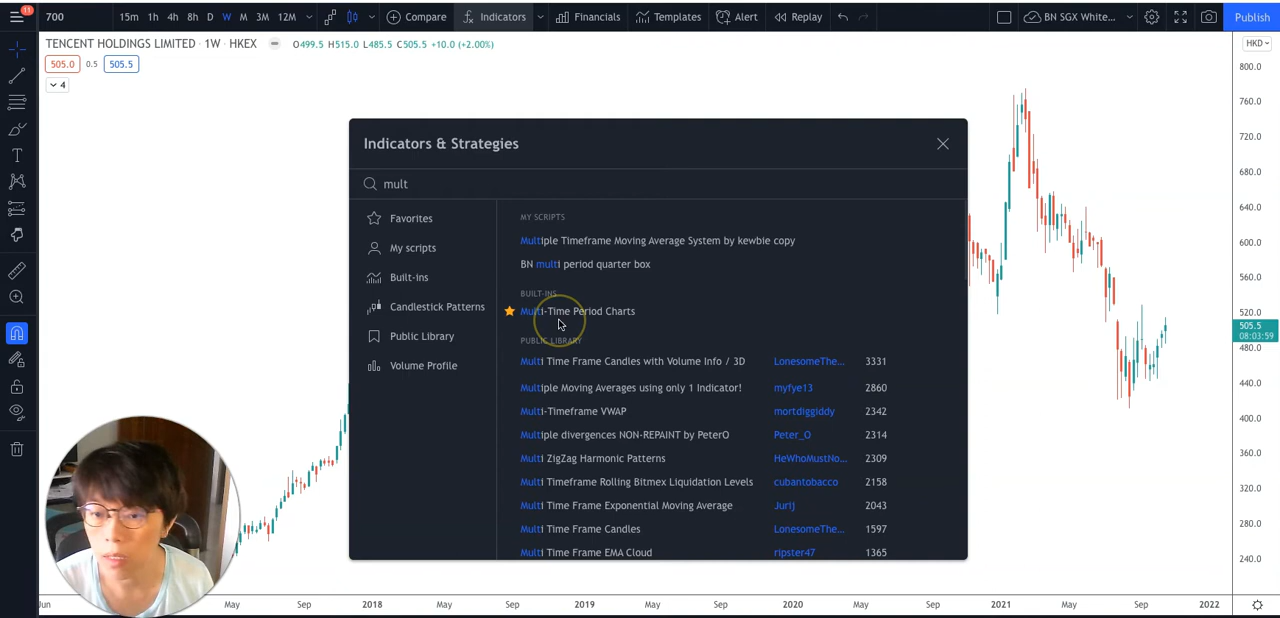 11
700
15m 1h 4h 8h D W M 3M 12M Compare Indicators Financials Templates Alert Replay BN SGX White... Publish
TENCENT HOLDINGS LIMITED · 1W · HKEX O499.5 H515.0 L485.5 C505.5 +10.0 (+2.00%)
HKD
505.0 0.5 505.5
4
800.0
760.0
720.0
680.0
640.0
600.0
560.0
520.0
505.5
08:03:59
480.0
440.0
400.0
360.0
320.0
280.0
240.0
Indicators & Strategies
mult
Favorites
My scripts
Built-ins
Candlestick Patterns
Public Library
Volume Profile
MY SCRIPTS
Multiple Timeframe Moving Average System by kewbie copy
BN multi period quarter box
BUILT-INS
Multi-Time Period Charts
PUBLIC LIBRARY
Multi Time Frame Candles with Volume Info / 3D LonesomeThe... 3331
Multiple Moving Averages using only 1 Indicator! myfye13 2860
Multi-Timeframe VWAP mortdiggiddy 2342
Multiple divergences NON-REPAINT by PeterO Peter_O 2314
Multi ZigZag Harmonic Patterns HeWhoMustNo... 2309
Multi Timeframe Rolling Bitmex Liquidation Levels cubantobacco 2158
Multi Time Frame Exponential Moving Average Jurij 2043
Multi Time Frame Candles LonesomeThe... 1597
Multi Time Frame EMA Cloud ripster47 1365
Jun May Sep 2018 May Sep 2019 May Sep 2020 May Sep 2021 May Sep 2022